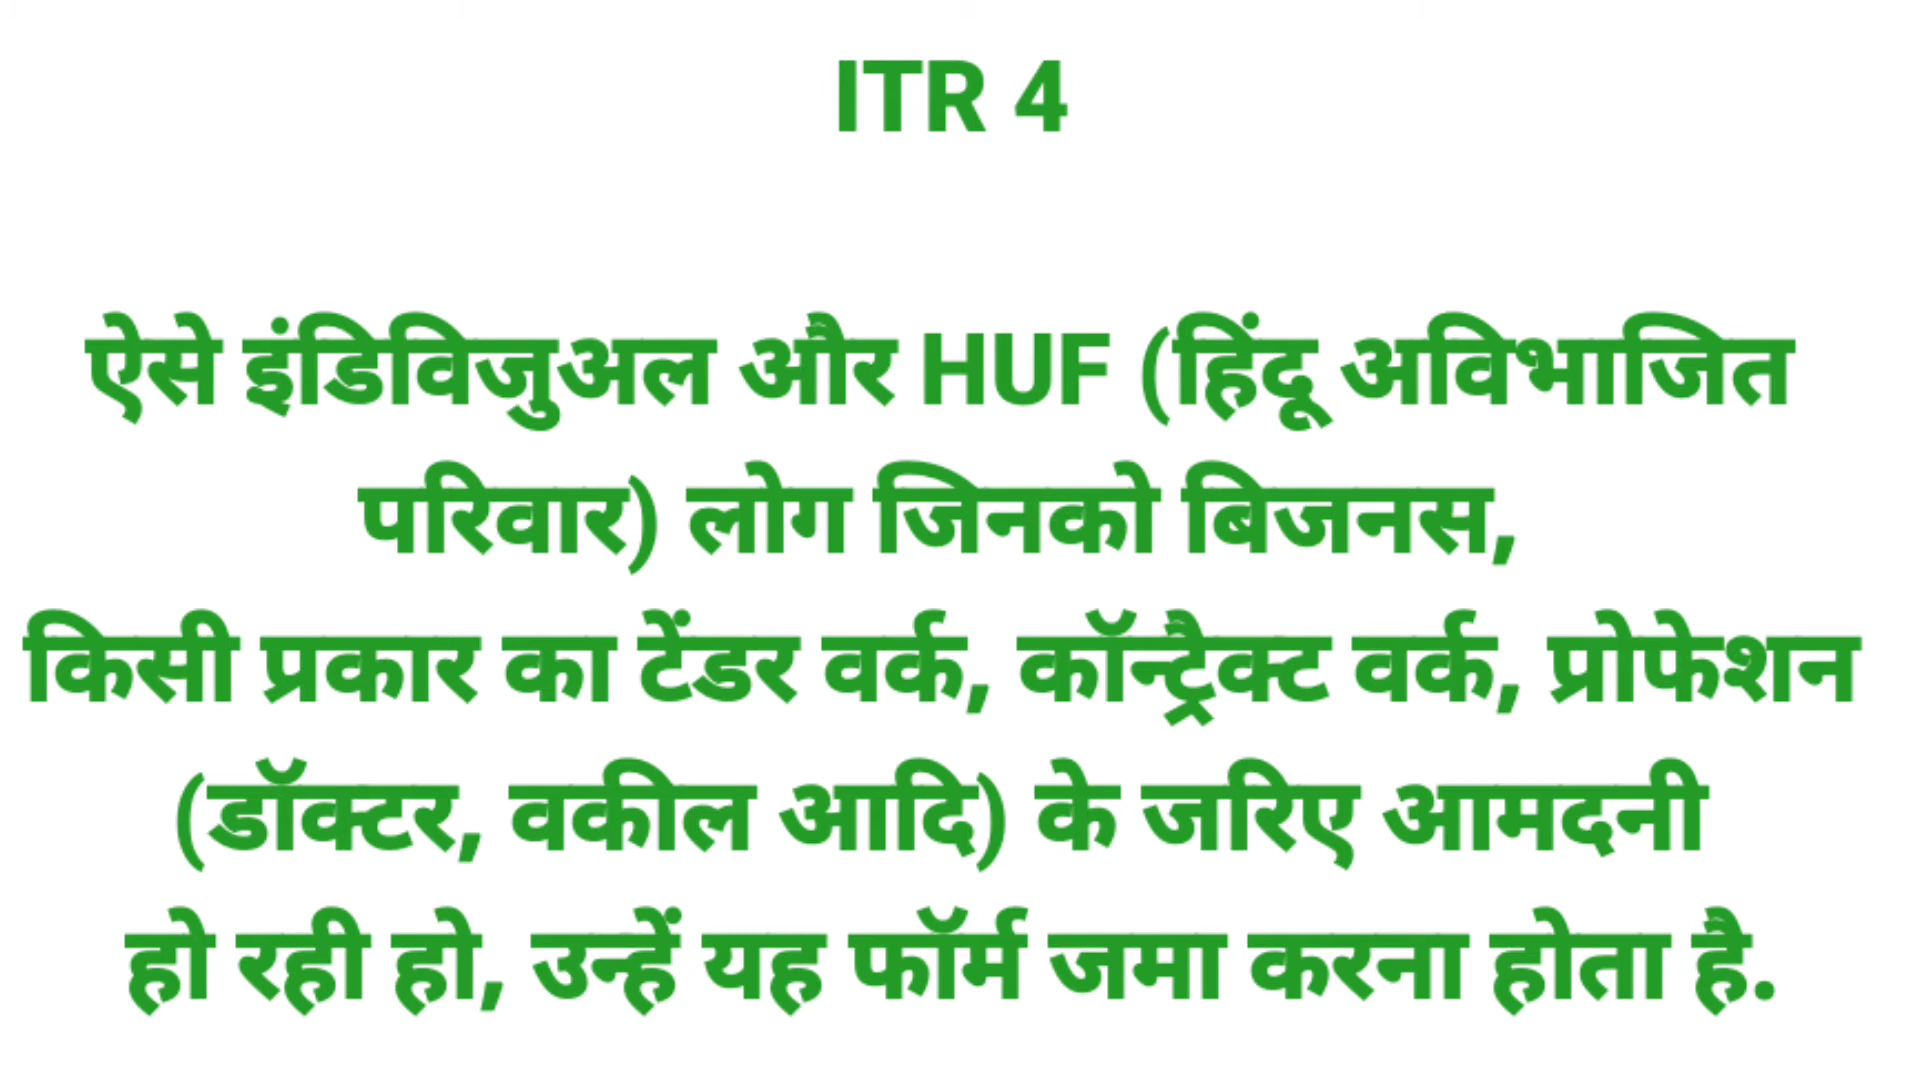 ITR 4
ऐसे इंडिविजुअल और HUF (हिंदू अविभाजित
परिवार) लोग जिनको बिजनस,
किसी प्रकार का टेंडर वर्क, कॉन्ट्रैक्ट वर्क, प्रोफेशन
(डॉक्टर, वकील आदि) के जरिए आमदनी
हो रही हो, उन्हें यह फॉर्म जमा करना होता है.